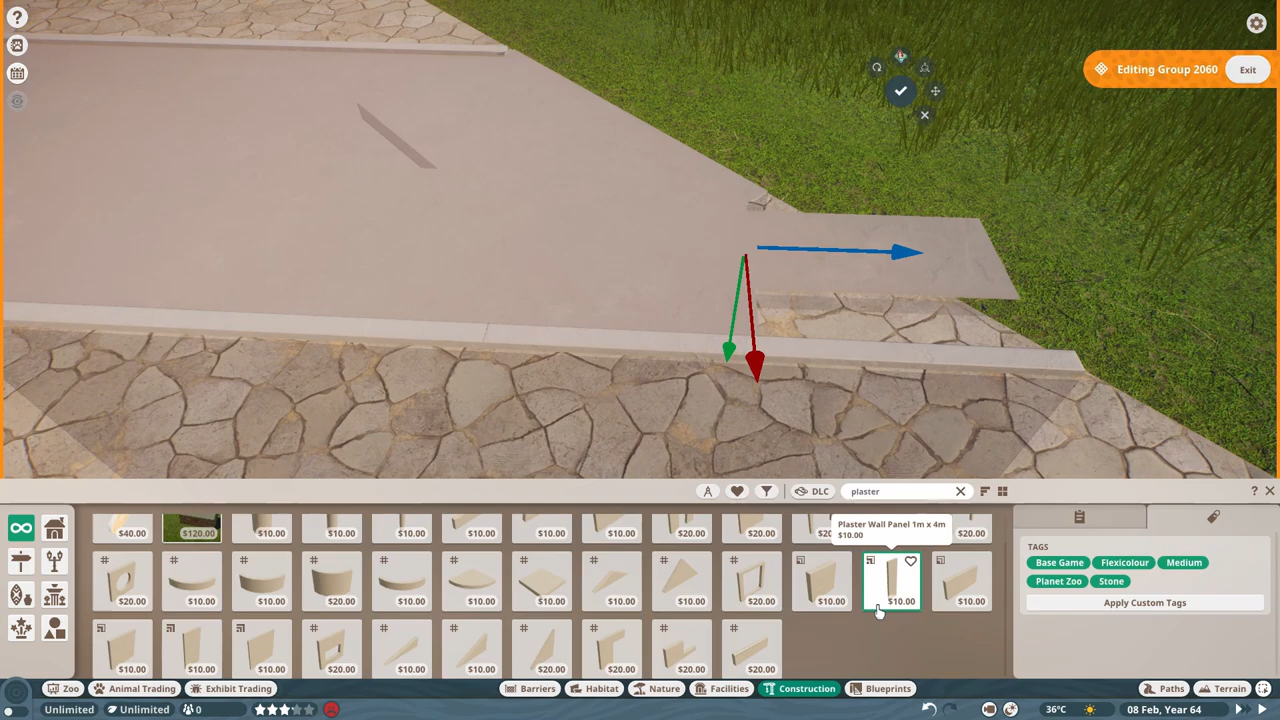 ?
Editing Group 2060
Exit
DLC
plaster
?
$40.00
$120.00
$10.00
$10.00
$10.00
$10.00
$10.00
$20.00
$20.00
$20.00
Plaster Wall Panel 1m x 4m
$10.00
$20.00
$10.00
$10.00
$20.00
$10.00
$10.00
$10.00
$10.00
$10.00
$20.00
$10.00
$10.00
$10.00
$10.00
$10.00
$10.00
$20.00
$10.00
$10.00
$20.00
$20.00
$20.00
$20.00
TAGS
Base Game
Flexicolour
Medium
Planet Zoo
Stone
Apply Custom Tags
Zoo
Animal Trading
Exhibit Trading
Barriers
Habitat
Nature
Facilities
Construction
Blueprints
Paths
Terrain
Unlimited
Unlimited
0
36°C
08 Feb, Year 64